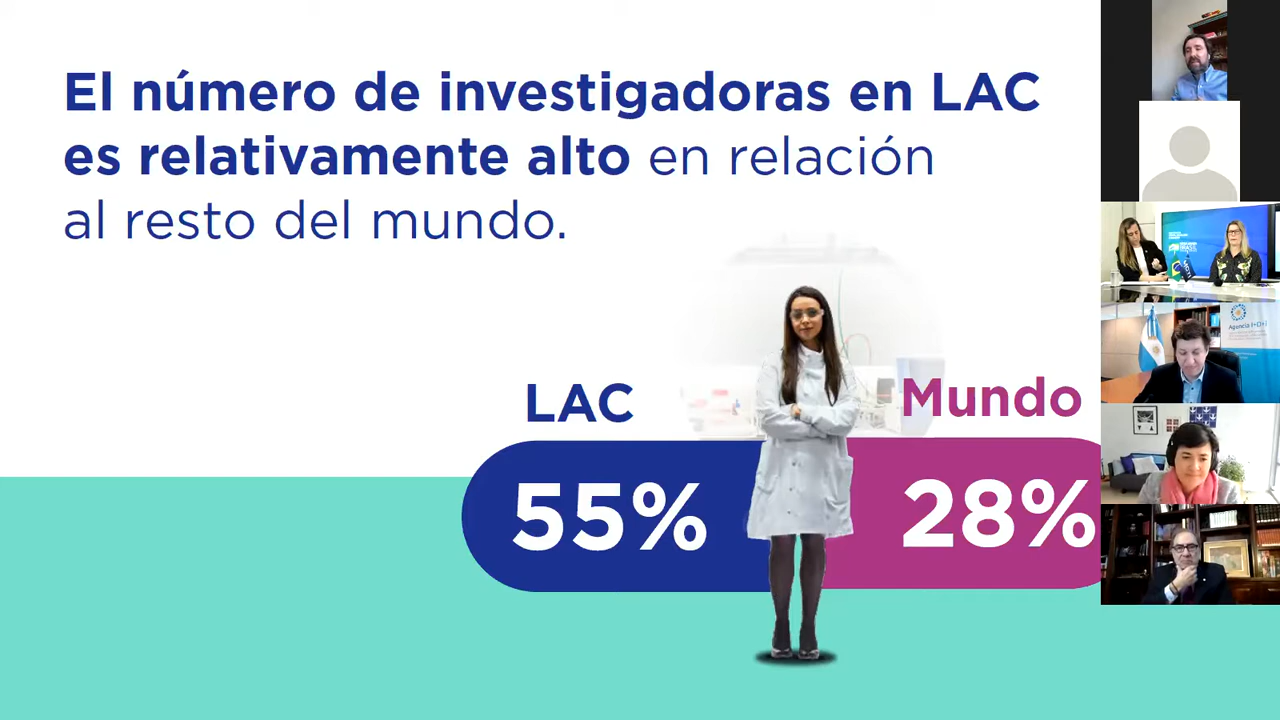 El número de investigadoras en LAC
es relativamente alto en relación
al resto del mundo.
LAC
Mundo
55%
28%
Agencia I+D+i